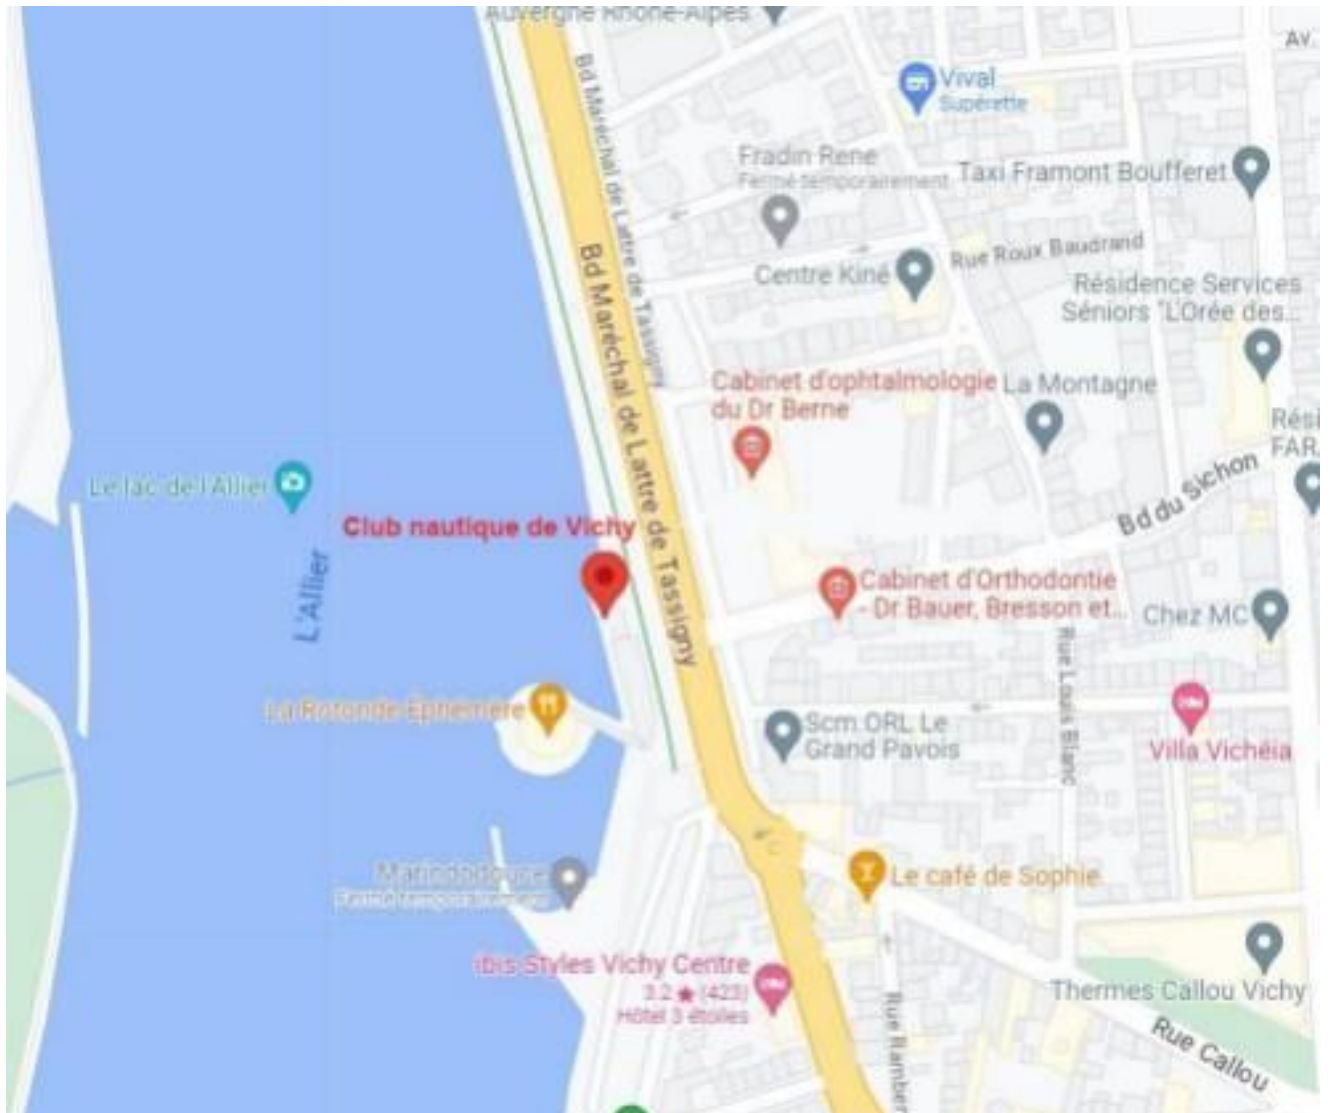 Auvergne Rhône-Alpes
Av.
Bd Maréchal de Lattre de Tassigny
Vival
Supérette
Fradin Rene
Fermé temporairement
Taxi Framont Boufferet
Rue Roux Baudrand
Centre Kiné
Bd Maréchal de Lattre de Tassigny
Résidence Services
Séniors "L'Orée des...
Cabinet d'ophtalmologie
du Dr Berne
La Montagne
Rési
FAR.
Le lac de l'Allier
Bd du Sichon
Club nautique de Vichy
L'Allier
Cabinet d'Orthodontie
- Dr Bauer, Bresson et...
Chez MC
Rue Louis Blanc
La Rotonde Éphémère
Scm ORL Le
Grand Pavois
Villa Vichéia
Marindodouce
Le café de Sophie
ibis Styles Vichy Centre
3.2 ★ (423)
Hôtel 3 étoiles
Thermes Callou Vichy
Rue Ramber
Rue Callou